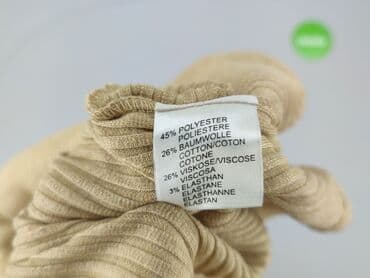 45% POLYESTER
POLIESTERE
26% BAUMWOLLE
COTTON/COTON
COTONE
26% VISKOSE/VISCOSE
VISCOSA
3% ELASTHAN
ELASTANE
ELASTHANNE
ELASTAN